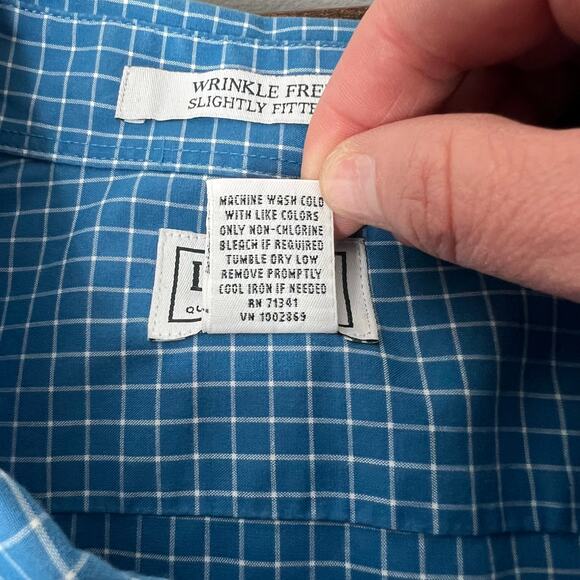 WRINKLE FREE
SLIGHTLY FITTE
MACHINE WASH COLD
WITH LIKE COLORS
ONLY NON-CHLORINE
BLEACH IF REQUIRED
TUMBLE DRY LOW
REMOVE PROMPTLY
COOL IRON IF NEEDED
RN 71341
VN 1002869